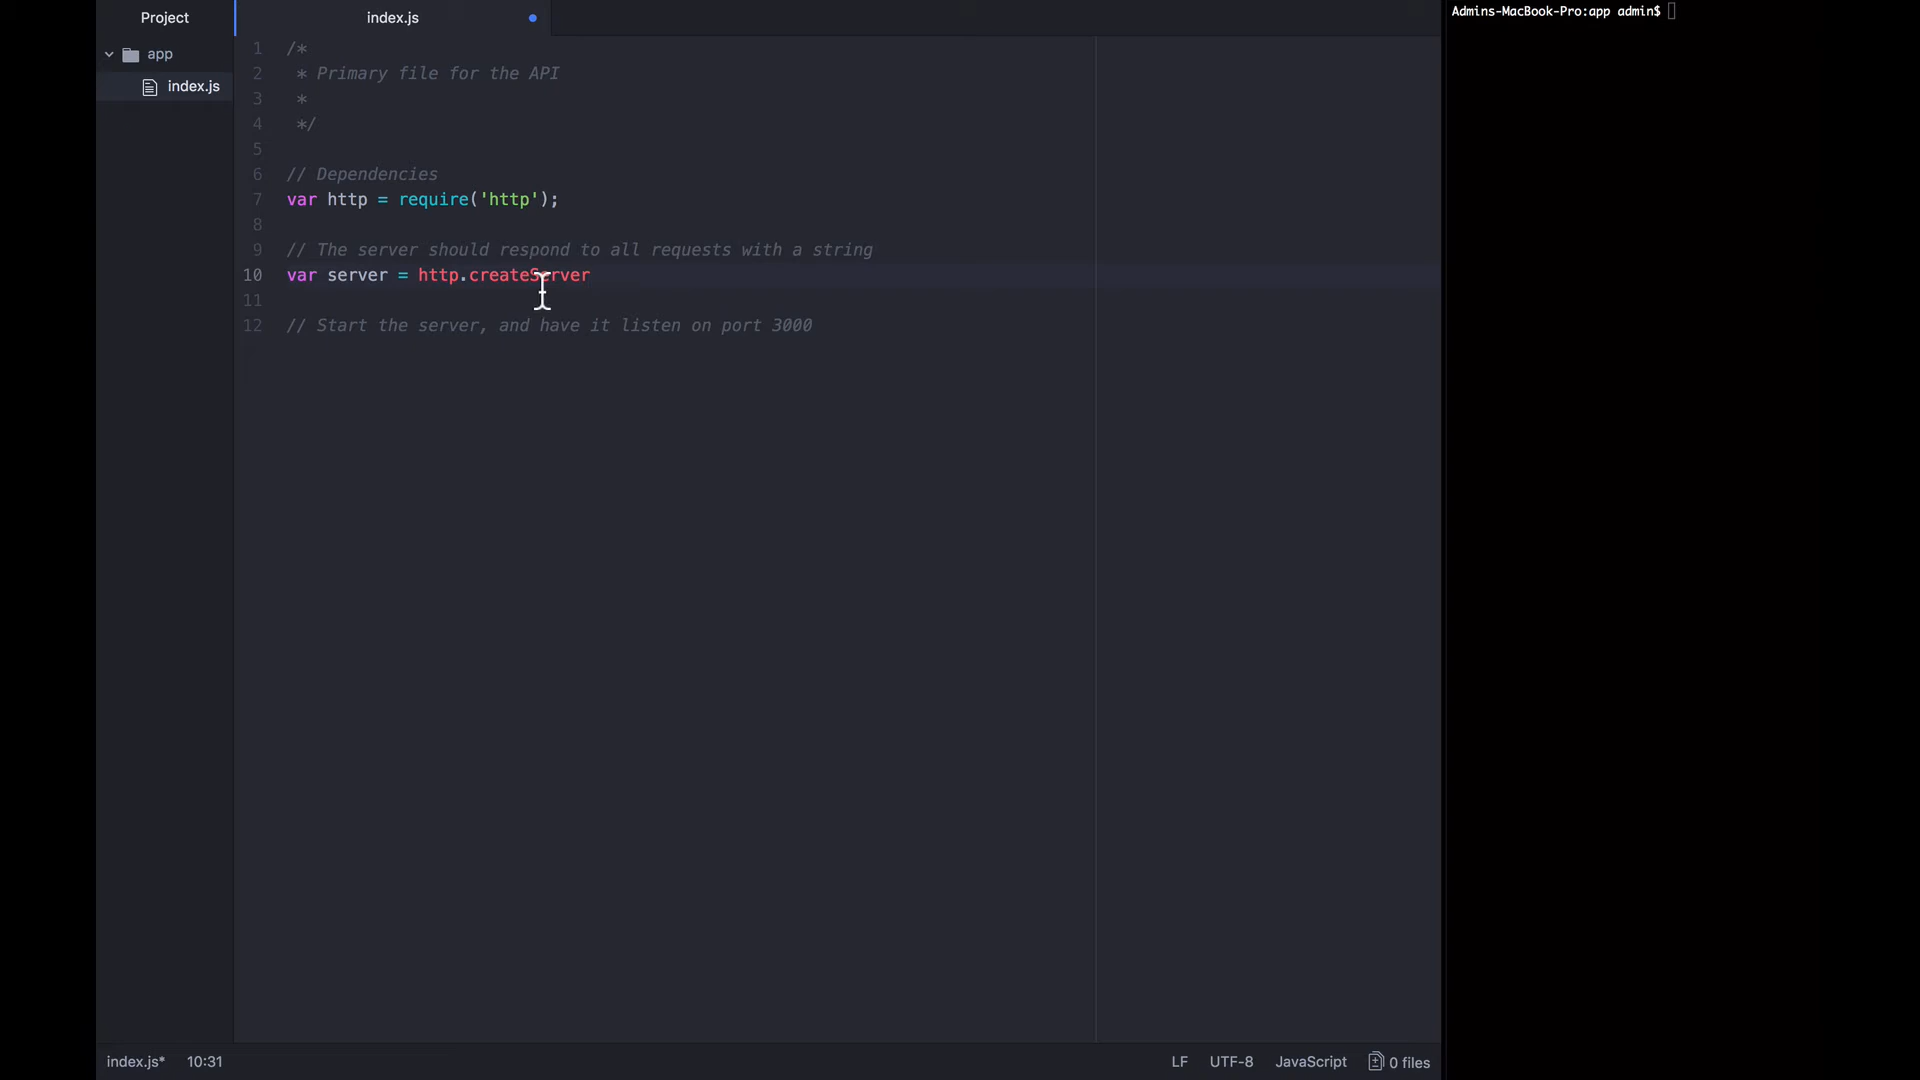 Project
index.js
Admins-MacBook-Pro:app admin$
app
index.js
1 /*
2 * Primary file for the API
3 *
4 */
5
6 // Dependencies
7 var http = require('http');
8
9 // The server should respond to all requests with a string
10 var server = http.createServer
11
12 // Start the server, and have it listen on port 3000
index.js* 10:31
LF UTF-8 JavaScript 0 files